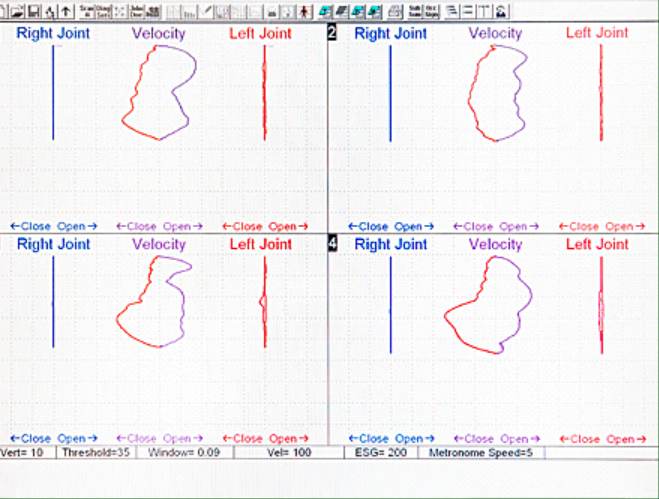 Right Joint Velocity Left Joint
2 Right Joint Velocity Left Joint
←Close Open→ ←Close Open→ ←Close Open→
←Close Open→ ←Close Open→ ←Close Open→
Right Joint Velocity Left Joint
4 Right Joint Velocity Left Joint
←Close Open→ ←Close Open→ ←Close Open→
←Close Open→ ←Close Open→ ←Close Open→
Vert= 10 Threshold=35 Window= 0.09 Vel= 100 ESG= 200 Metronome Speed=5